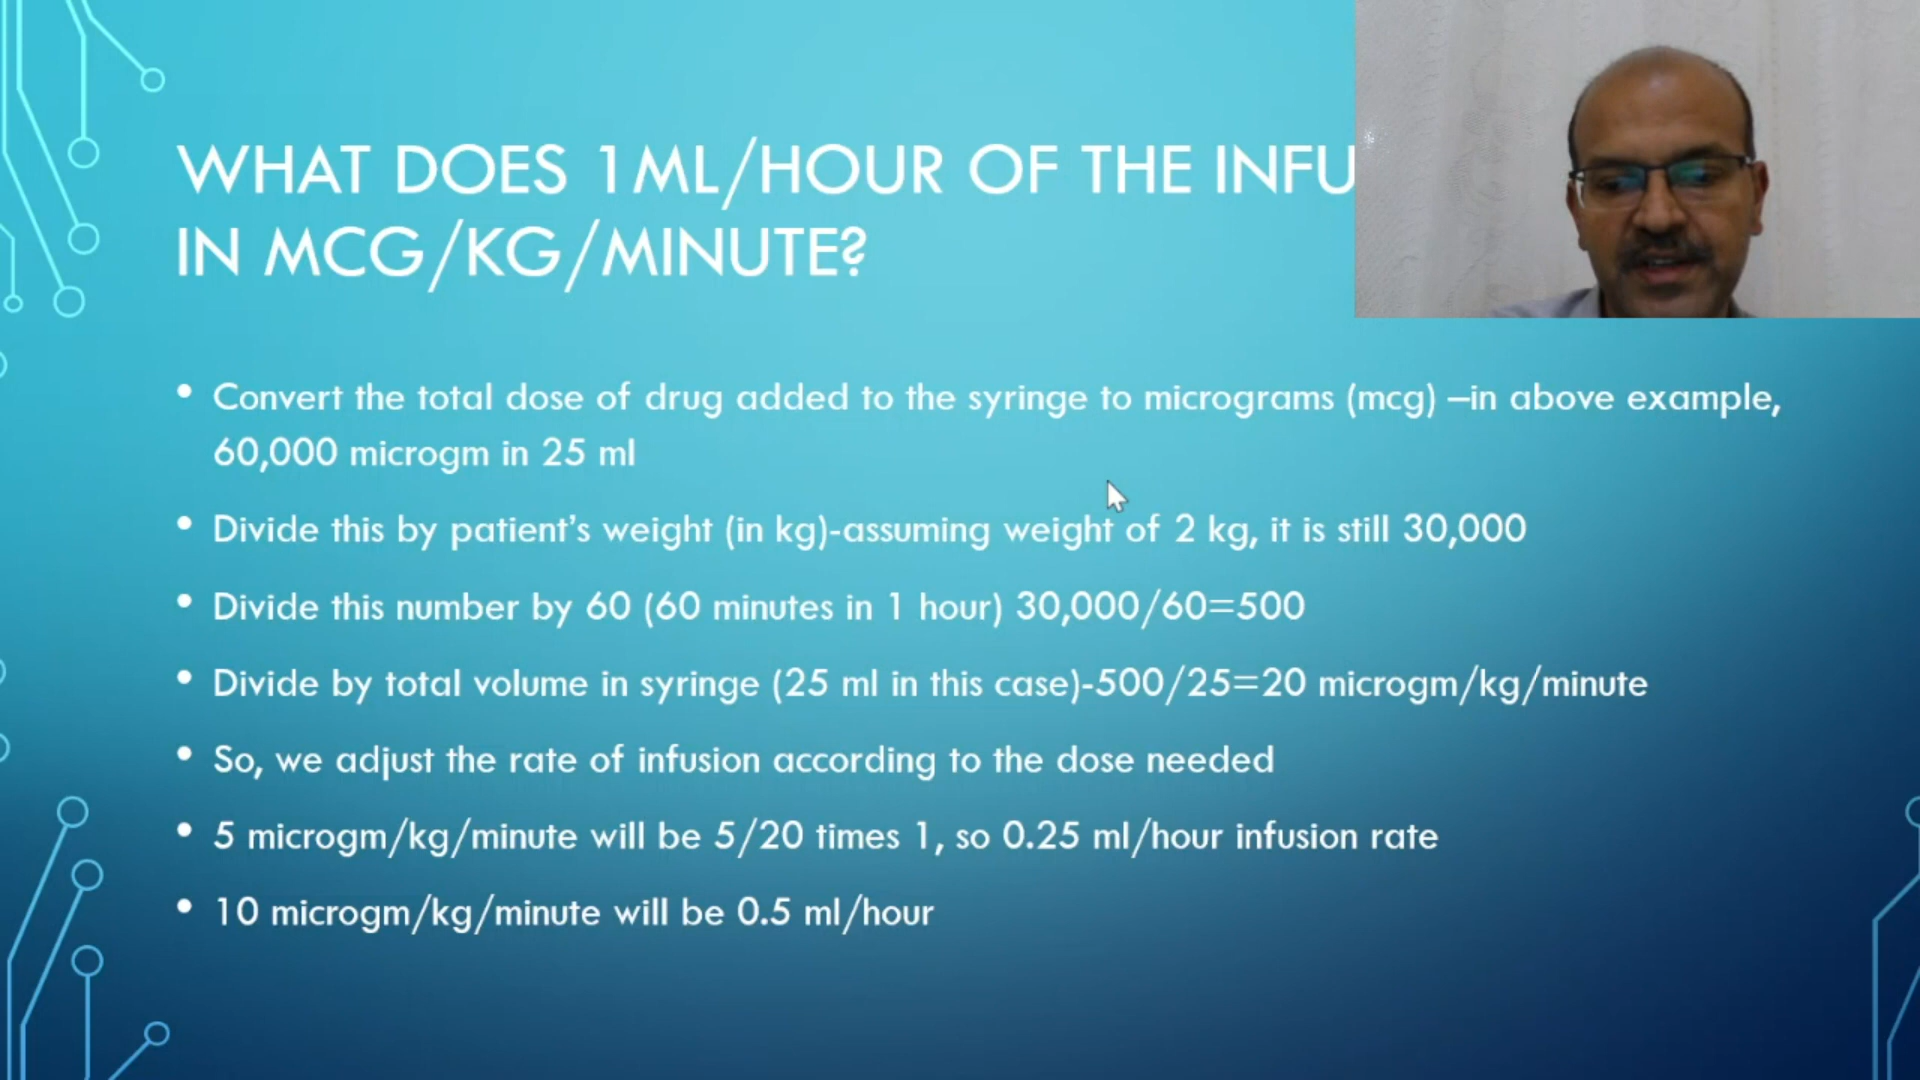 WHAT DOES 1ML/HOUR OF THE INFU
IN MCG/KG/MINUTE?
• Convert the total dose of drug added to the syringe to micrograms (mcg) –in above example,
60,000 microgm in 25 ml
• Divide this by patient's weight (in kg)-assuming weight of 2 kg, it is still 30,000
• Divide this number by 60 (60 minutes in 1 hour) 30,000/60=500
• Divide by total volume in syringe (25 ml in this case)-500/25=20 microgm/kg/minute
• So, we adjust the rate of infusion according to the dose needed
• 5 microgm/kg/minute will be 5/20 times 1, so 0.25 ml/hour infusion rate
• 10 microgm/kg/minute will be 0.5 ml/hour